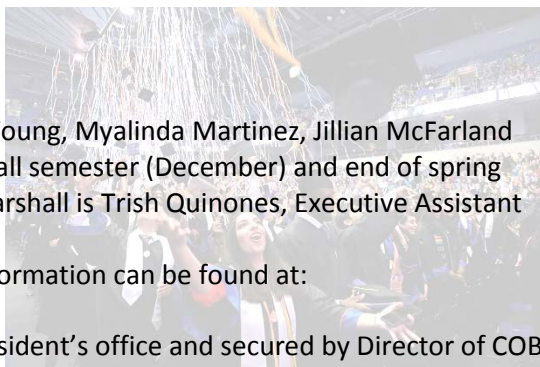 oung, Myalinda Martinez, Jillian McFarland
all semester (December) and end of spring
arshall is Trish Quinones, Executive Assistant
ormation can be found at:
sident’s office and secured by Director of COB